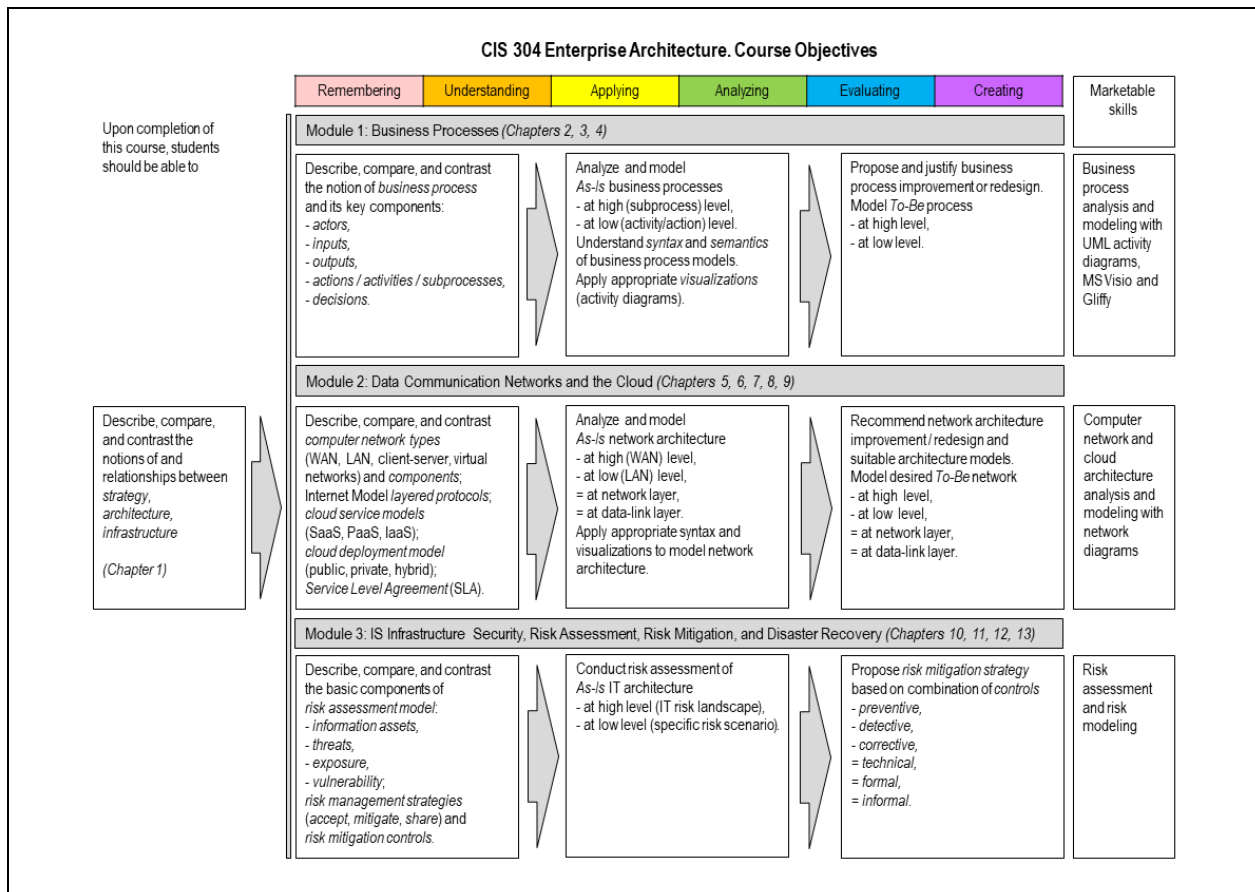 CIS 304 Enterprise Architecture. Course Objectives
Remembering
Understanding
Applying
Analyzing
Evaluating
Creating
Marketable
skills
Upon completion of
this course, students
should be able to
Module 1: Business Processes (Chapters 2, 3, 4)
Describe, compare, and contrast
the notion of business process
and its key components:
- actors,
- inputs,
- outputs,
- actions / activities / subprocesses,
- decisions.
Analyze and model
As-Is business processes
- at high (subprocess) level,
- at low (activity/action) level.
Understand syntax and semantics
of business process models.
Apply appropriate visualizations
(activity diagrams).
Propose and justify business
process improvement or redesign.
Model To-Be process
- at high level,
- at low level.
Business
process
analysis and
modeling with
UML activity
diagrams,
MS Visio and
Gliffy
Module 2: Data Communication Networks and the Cloud (Chapters 5, 6, 7, 8, 9)
Describe, compare,
and contrast the
notions of and
relationships between
strategy,
architecture,
infrastructure
(Chapter 1)
Describe, compare, and contrast
computer network types
(WAN, LAN, client-server, virtual
networks) and components;
Internet Model layered protocols;
cloud service models
(SaaS, PaaS, IaaS);
cloud deployment model
(public, private, hybrid);
Service Level Agreement (SLA).
Analyze and model
As-Is network architecture
- at high (WAN) level,
- at low (LAN) level,
= at network layer,
= at data-link layer.
Apply appropriate syntax and
visualizations to model network
architecture.
Recommend network architecture
improvement / redesign and
suitable architecture models.
Model desired To-Be network
- at high level,
- at low level,
= at network layer,
= at data-link layer.
Computer
network and
cloud
architecture
analysis and
modeling with
network
diagrams
Module 3: IS Infrastructure Security, Risk Assessment, Risk Mitigation, and Disaster Recovery (Chapters 10, 11, 12, 13)
Describe, compare, and contrast
the basic components of
risk assessment model:
- information assets,
- threats,
- exposure,
- vulnerability;
risk management strategies
(accept, mitigate, share) and
risk mitigation controls.
Conduct risk assessment of
As-Is IT architecture
- at high level (IT risk landscape),
- at low level (specific risk scenario).
Propose risk mitigation strategy
based on combination of controls
- preventive,
- detective,
- corrective,
= technical,
= formal,
= informal.
Risk
assessment
and risk
modeling